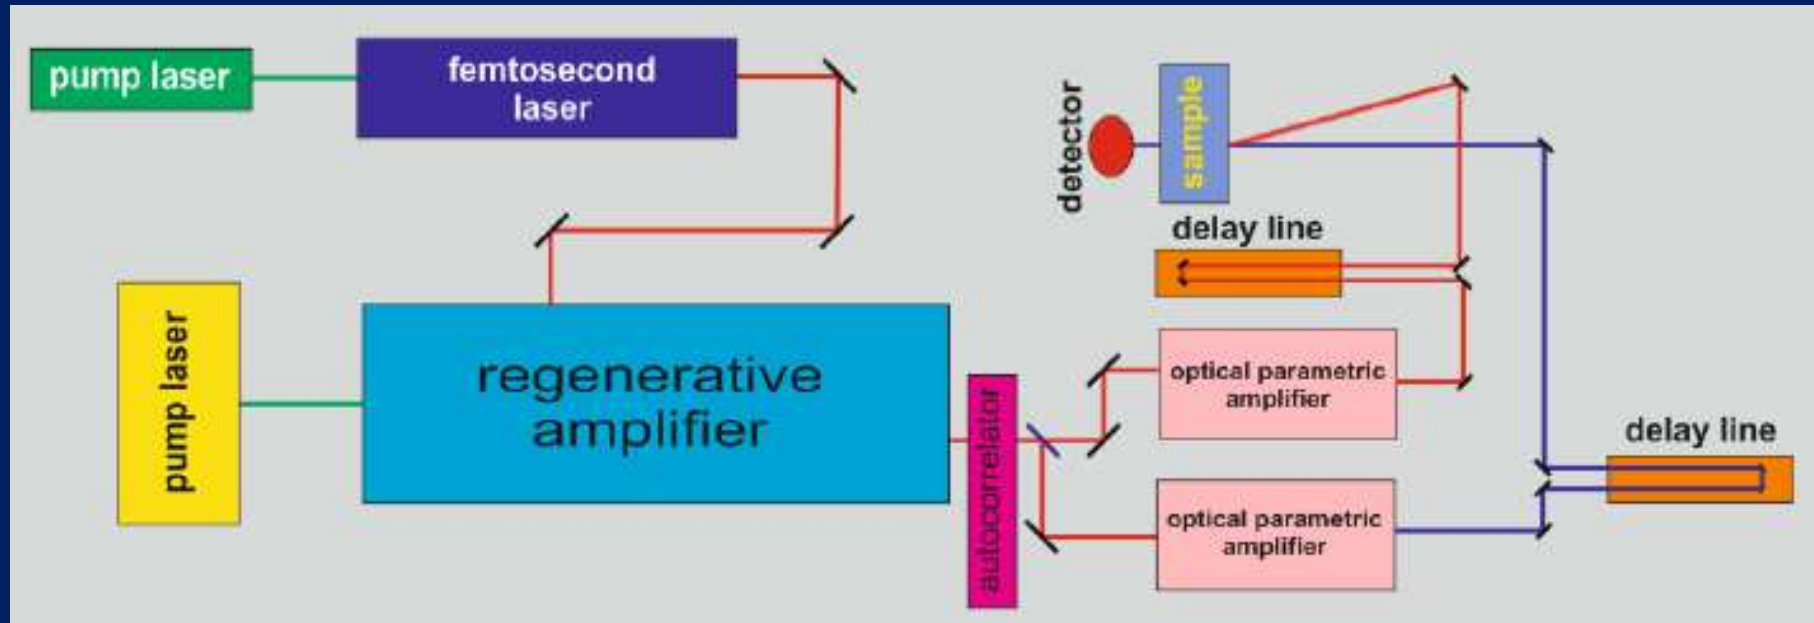 pump laser
femtosecond
laser
detector
sample
delay line
pump laser
regenerative
amplifier
autocorrelator
optical parametric
amplifier
delay line
optical parametric
amplifier